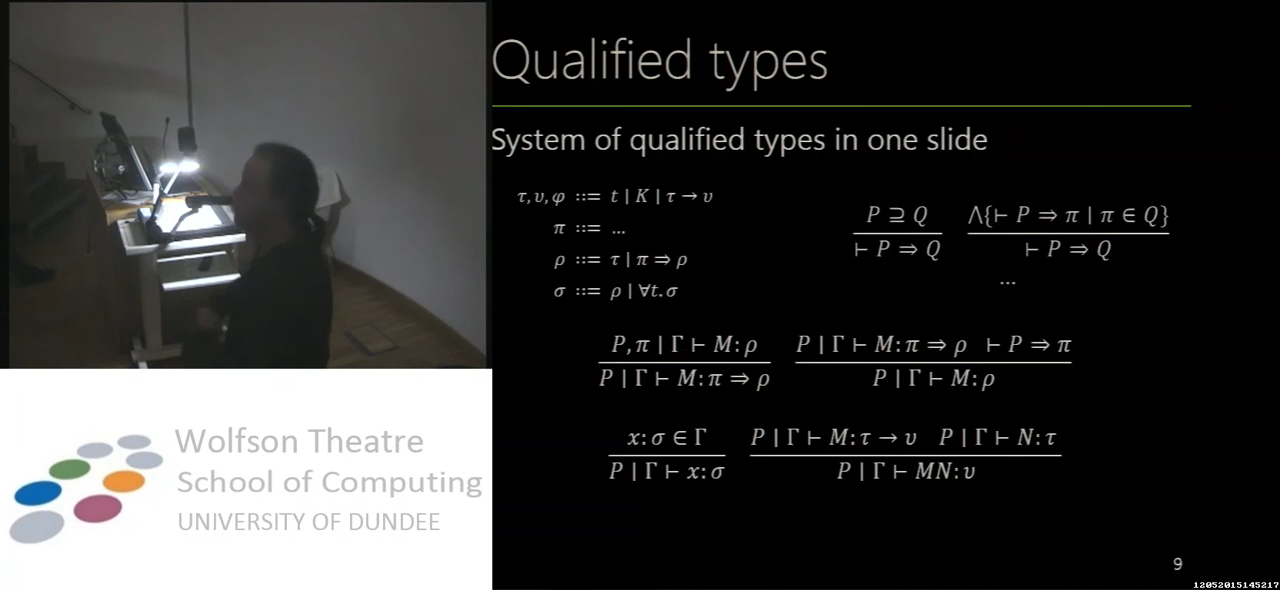 Qualified types
System of qualified types in one slide
τ, υ, φ ::= t | K | τ → υ
π ::= ...
ρ ::= τ | π ⇒ ρ
σ ::= ρ | ∀t. σ
P ⊇ Q
⊢ P ⇒ Q
⋀{⊢ P ⇒ π | π ∈ Q}
⊢ P ⇒ Q
...
P, π | Γ ⊢ M: ρ
P | Γ ⊢ M: π ⇒ ρ
P | Γ ⊢ M: π ⇒ ρ ⊢ P ⇒ π
P | Γ ⊢ M: ρ
x: σ ∈ Γ
P | Γ ⊢ x: σ
P | Γ ⊢ M: τ → υ P | Γ ⊢ N: τ
P | Γ ⊢ MN: υ
Wolfson Theatre
School of Computing
UNIVERSITY OF DUNDEE
9
12052015145217